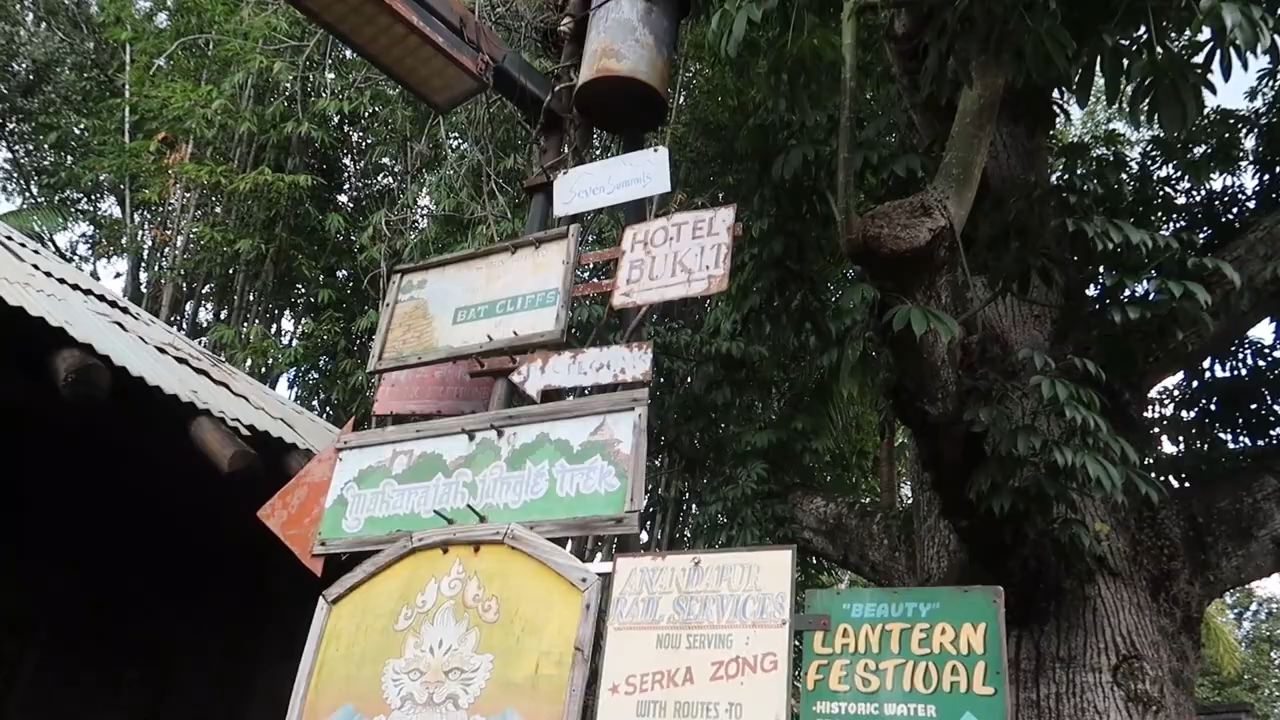 Seven Summits
HOTEL
BUKIT
BAT CLIFFS
Maharajah Jungle Trek
ANANDAPUR
RAIL SERVICES
NOW SERVING :
★SERKA ZONG
WITH ROUTES TO
"BEAUTY"
LANTERN
FESTIVAL
·HISTORIC WATER